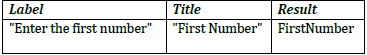 Label Title Result
"Enter the first number" "First Number" FirstNumber